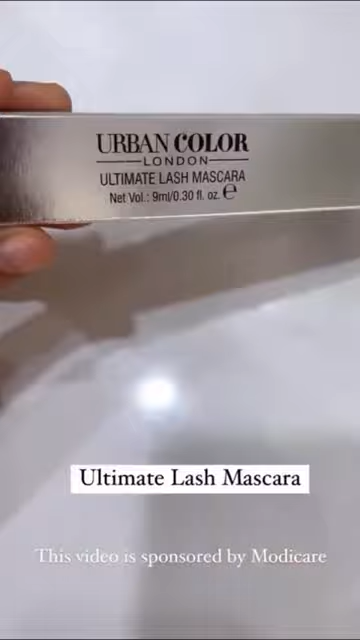 URBAN COLOR
LONDON
ULTIMATE LASH MASCARA
Net Vol.: 9ml/0.30 fl. oz. ℮
Ultimate Lash Mascara
This video is sponsored by Modicare